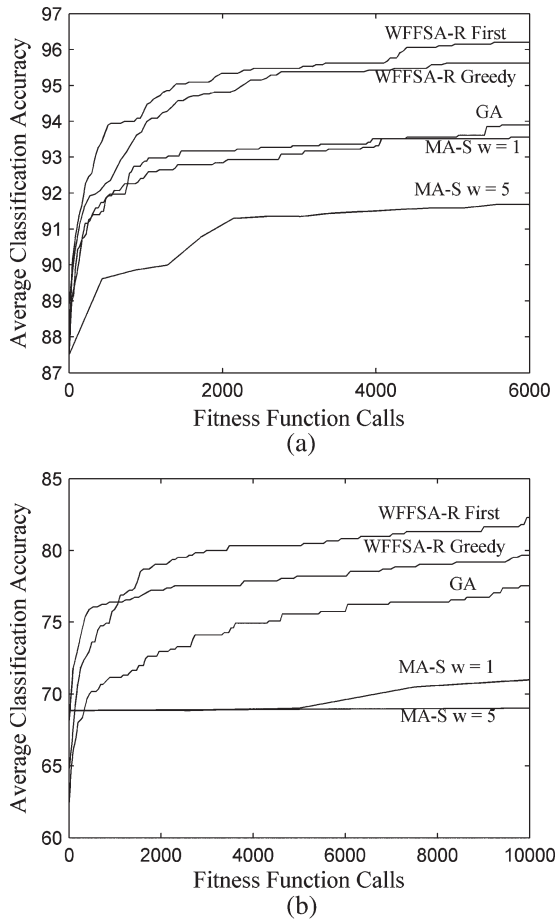 97
96
95
94
93
92
91
90
89
88
87
Average Classification Accuracy
WFFSA-R First
WFFSA-R Greedy
GA
MA-S w = 1
MA-S w = 5
0 2000 4000 6000
Fitness Function Calls
(a)
85
80
75
70
65
60
Average Classification Accuracy
WFFSA-R First
WFFSA-R Greedy
GA
MA-S w = 1
MA-S w = 5
0 2000 4000 6000 8000 10000
Fitness Function Calls
(b)